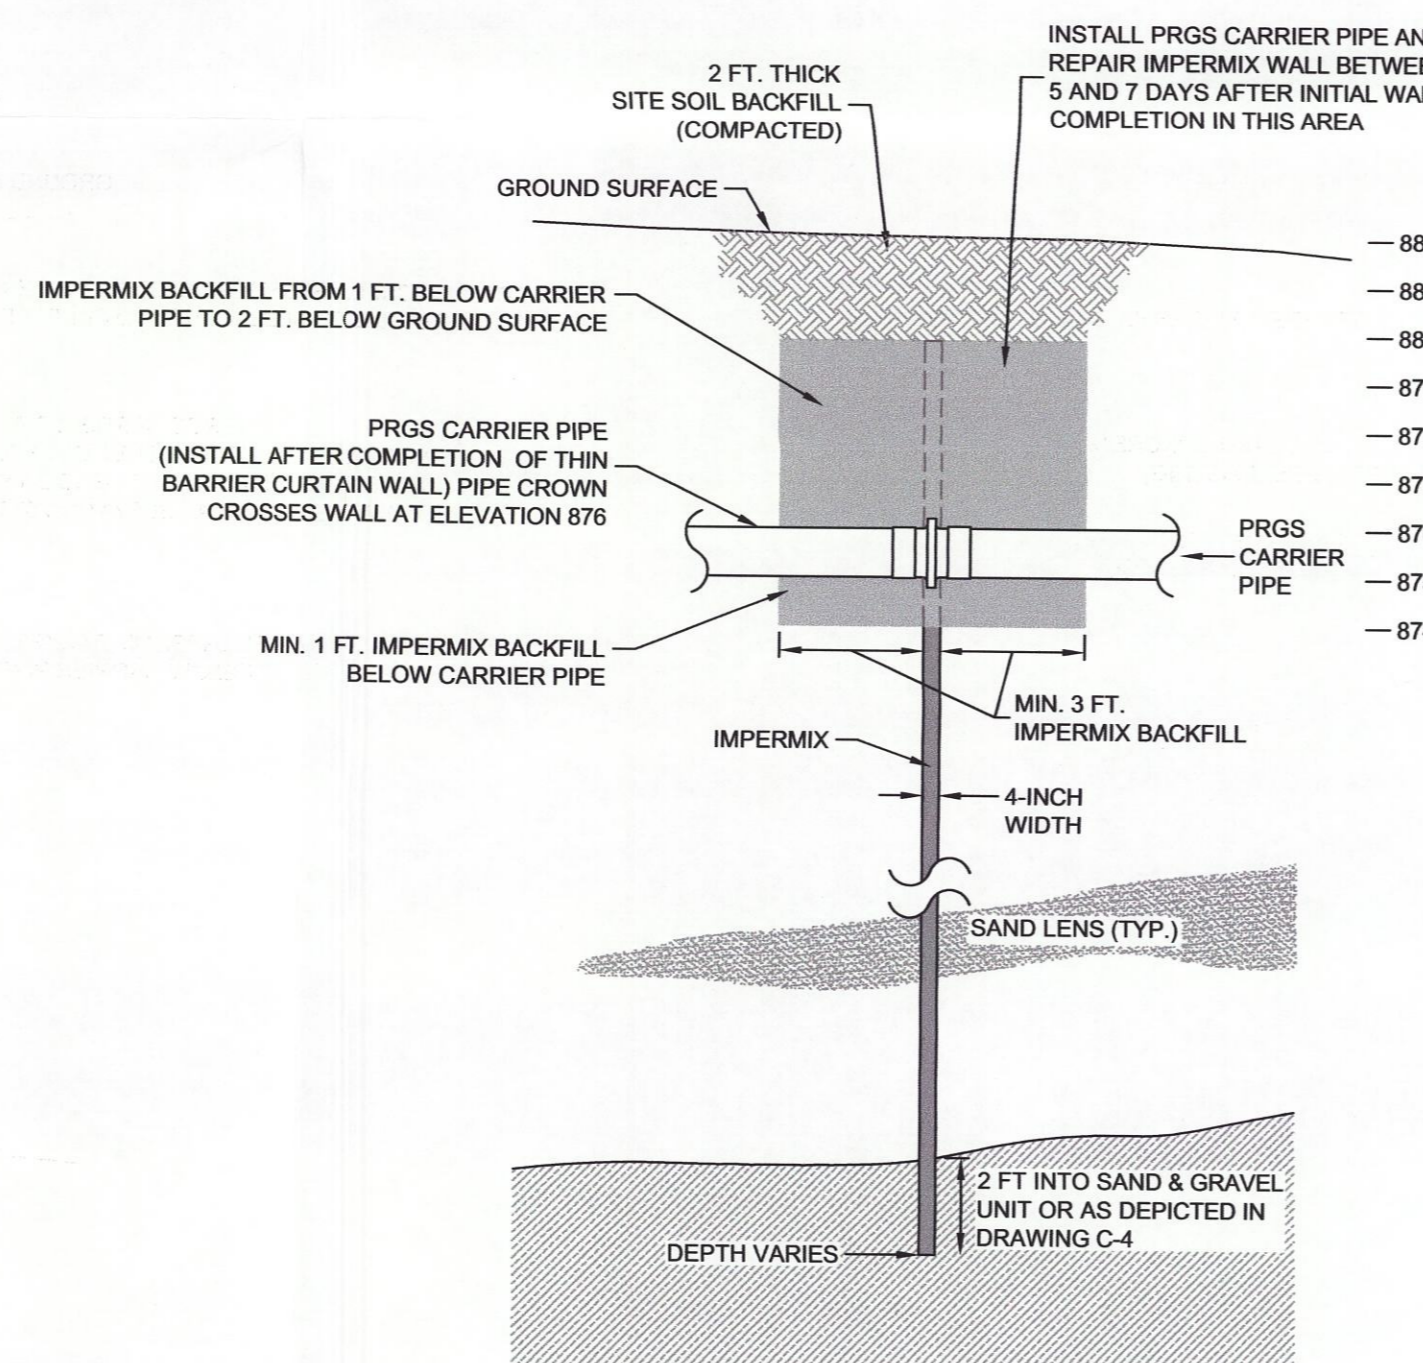 INSTALL PRGS CARRIER PIPE
REPAIR IMPERMIX WALL
5 AND 7 DAYS AFTER INITIAL
COMPLETION IN THIS AREA
2 FT. THICK
SITE SOIL BACKFILL
(COMPACTED)
GROUND SURFACE
IMPERMIX BACKFILL FROM 1 FT. BELOW CARRIER
PIPE TO 2 FT. BELOW GROUND SURFACE
PRGS CARRIER PIPE
(INSTALL AFTER COMPLETION OF THIN
BARRIER CURTAIN WALL) PIPE CROWN
CROSSES WALL AT ELEVATION 876
PRGS
CARRIER
PIPE
MIN. 1 FT. IMPERMIX BACKFILL
BELOW CARRIER PIPE
MIN. 3 FT.
IMPERMIX BACKFILL
IMPERMIX
4-INCH
WIDTH
SAND LENS (TYP.)
2 FT INTO SAND & GRAVEL
UNIT OR AS DEPICTED IN
DRAWING C-4
DEPTH VARIES